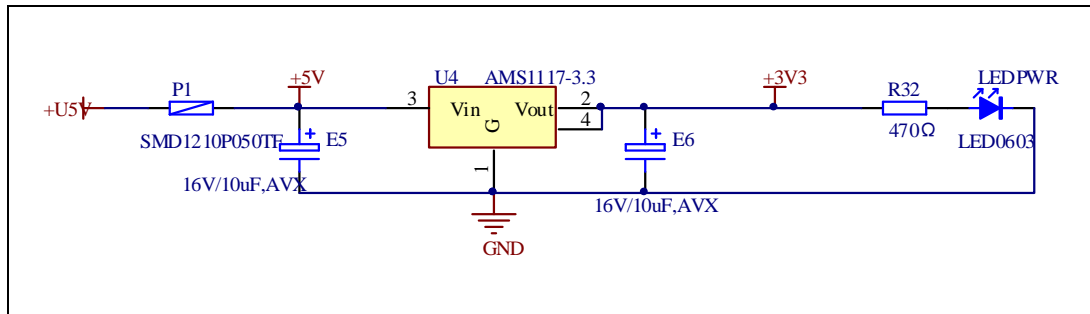 +5V
U4 AMS1117-3.3
+3V3
LEDPWR
P1
+U5V
3
Vin
Vout
2
4
G
1
R32
470Ω
LED0603
SMD1210P050TF
E5
E6
16V/10uF,AVX
16V/10uF,AVX
GND